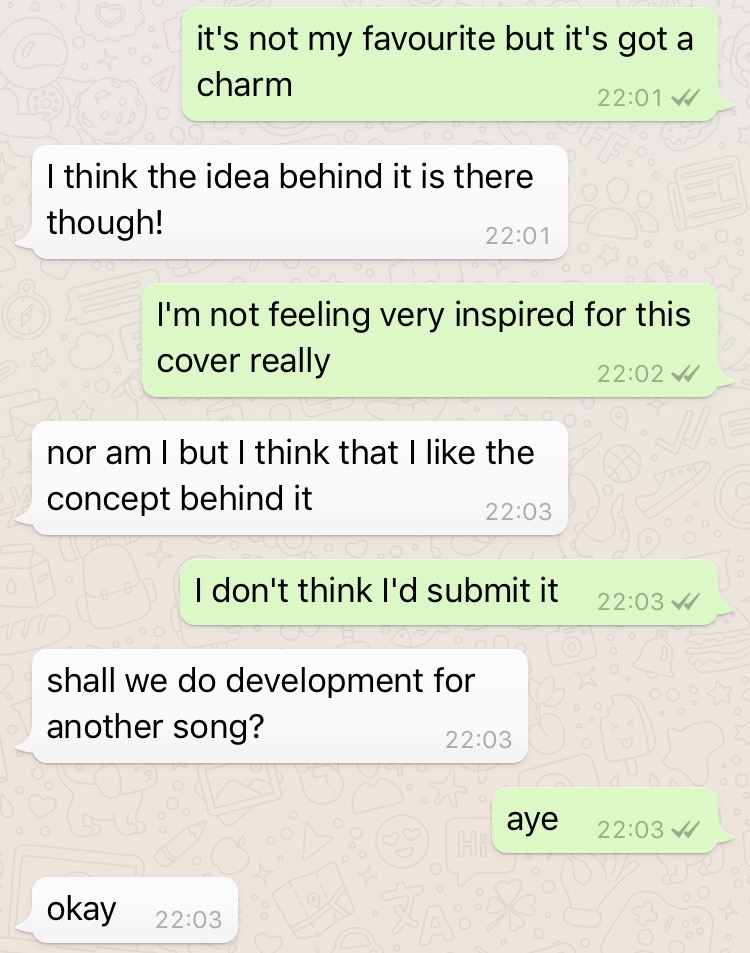 it's not my favourite but it's got a
charm
22:01
I think the idea behind it is there
though!
22:01
I'm not feeling very inspired for this
cover really
22:02
nor am I but I think that I like the
concept behind it
22:03
I don't think I'd submit it 22:03
shall we do development for
another song?
22:03
aye 22:03
Hi
okay 22:03